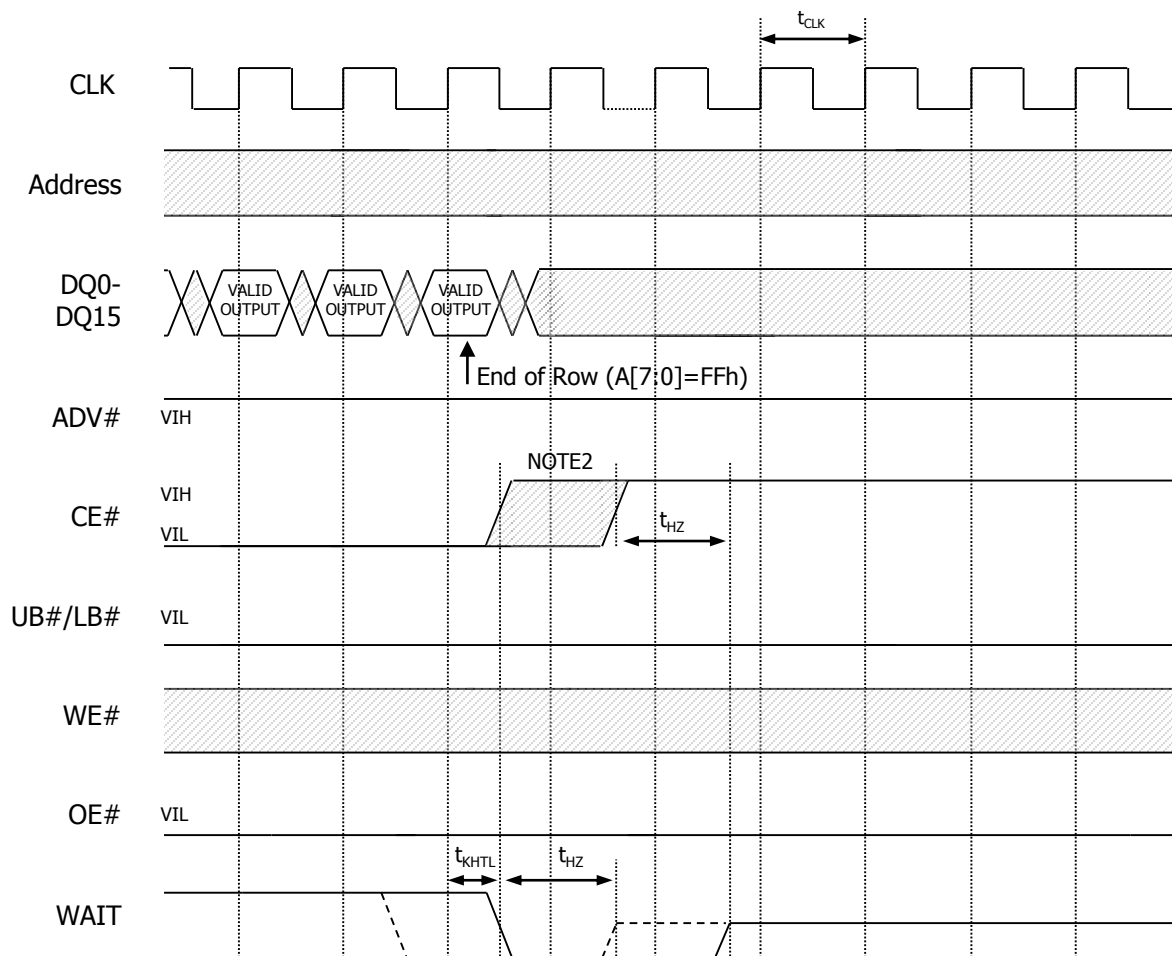 tCLK
CLK
Address
DQ0-
DQ15
VALID
OUTPUT
VALID
OUTPUT
VALID
OUTPUT
End of Row (A[7:0]=FFh)
ADV#
VIH
NOTE2
CE#
VIH
VIL
tHZ
UB#/LB#
VIL
WE#
OE#
VIL
tKHTL
tHZ
WAIT